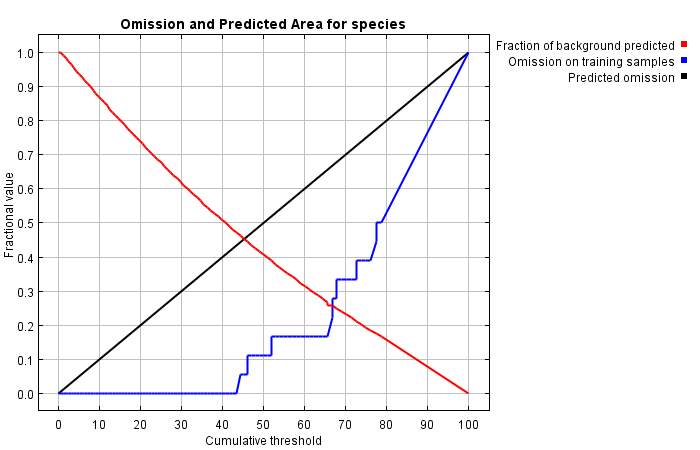 Omission and Predicted Area for species
Fraction of background predicted
Omission on training samples
Predicted omission
Fractional value
1.0
0.9
0.8
0.7
0.6
0.5
0.4
0.3
0.2
0.1
0.0
0 10 20 30 40 50 60 70 80 90 100
Cumulative threshold